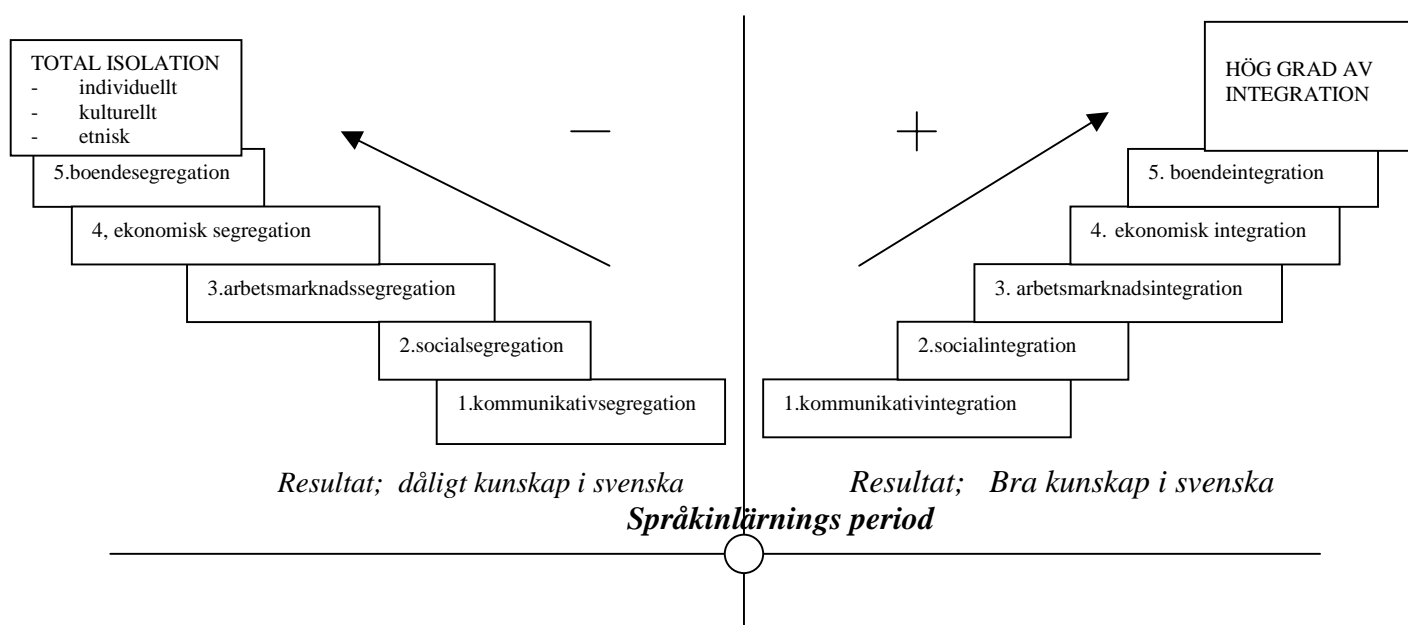 TOTAL ISOLATION
- individuellt
- kulturellt
- etnisk
5.boendesegregation
4, ekonomisk segregation
3.arbetsmarknadssegregation
2.socialsegregation
1.kommunikativsegregation
Resultat; dåligt kunskap i svenska
—
+
HÖG GRAD AV
INTEGRATION
5. boendeintegration
4. ekonomisk integration
3. arbetsmarknadsintegration
2.socialintegration
1.kommunikativintegration
Resultat; Bra kunskap i svenska
Språkinlärnings period